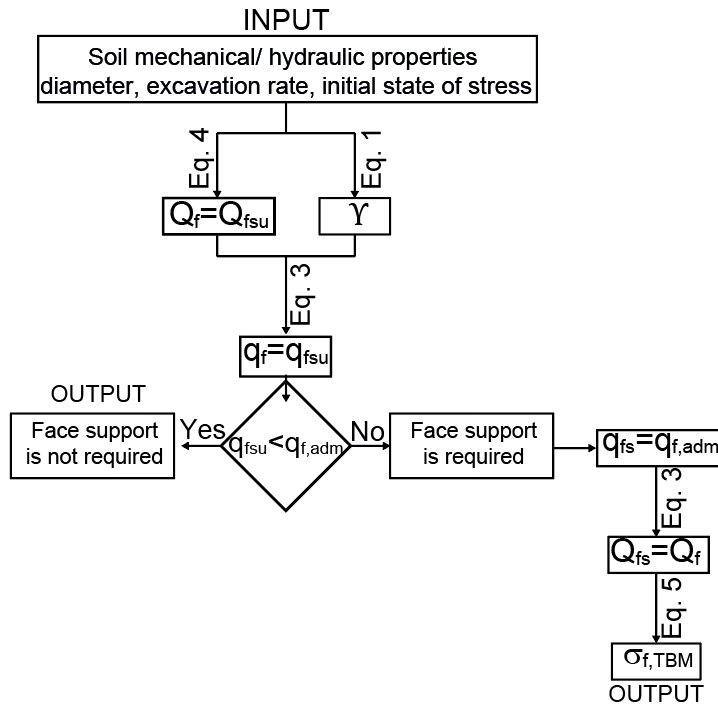 INPUT
Soil mechanical/ hydraulic properties
diameter, excavation rate, initial state of stress
Eq. 4
Eq. 1
Qf=Qfsu
ϒ
Eq. 3
qf=qfsu
OUTPUT
Face support
is not required
Yes
qfsu<qf,adm
No
Face support
is required
qfs=qf,adm
Eq. 3
Qfs=Qf
Eq. 5
σf,TBM
OUTPUT